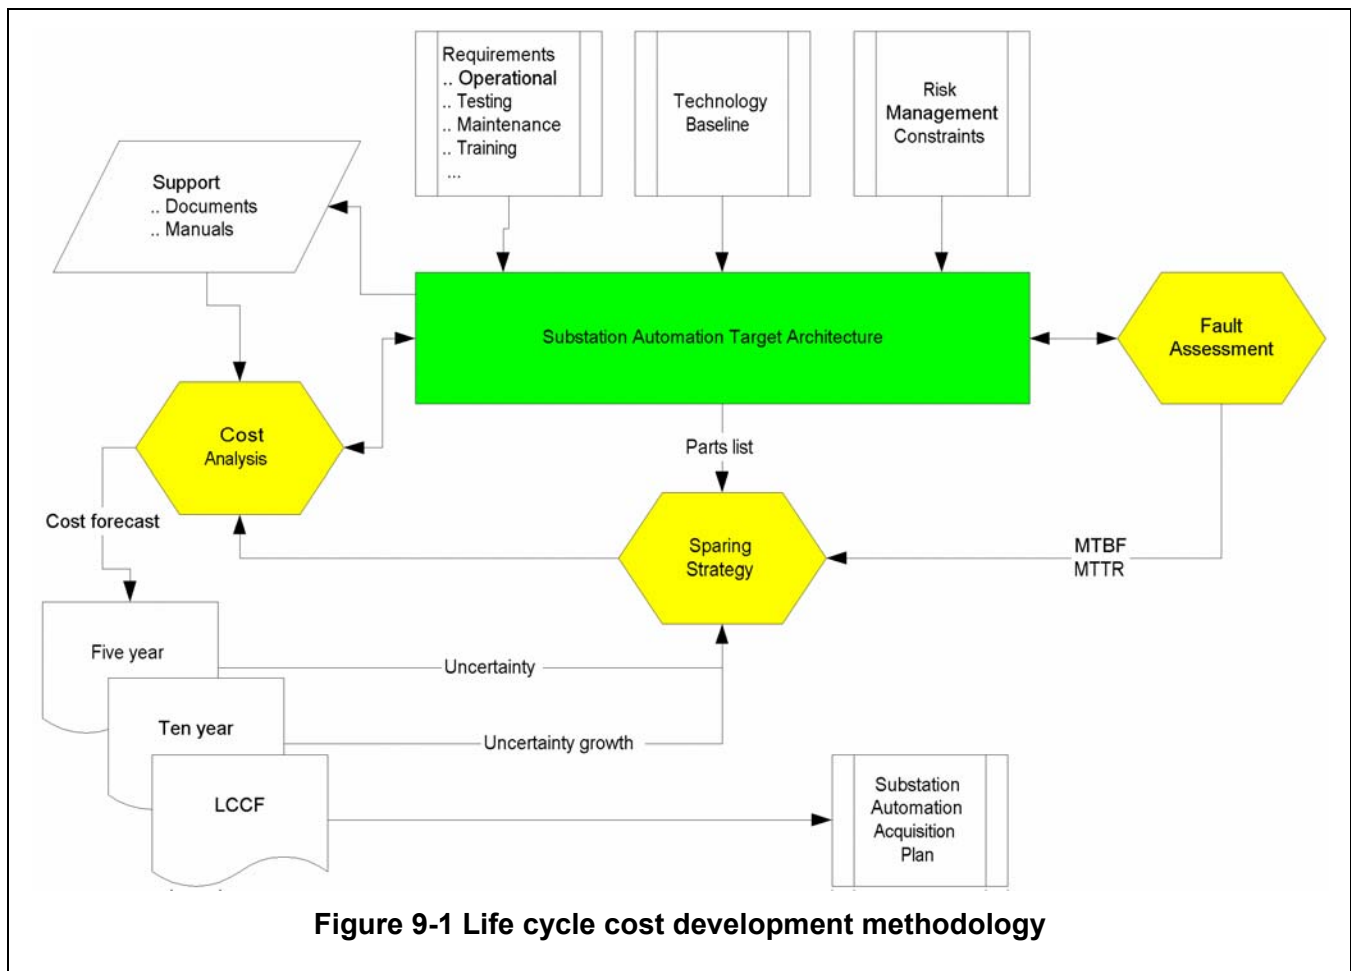 Requirements
.. Operational
.. Testing
.. Maintenance
.. Training
...
Technology
Baseline
Risk
Management
Constraints
Support
.. Documents
.. Manuals
Substation Automation Target Architecture
Fault
Assessment
Cost
Analysis
Parts list
Cost forecast
Sparing
Strategy
MTBF
MTTR
Five year
Uncertainty
Ten year
Uncertainty growth
LCCF
Substation
Automation
Acquisition
Plan
Figure 9-1 Life cycle cost development methodology